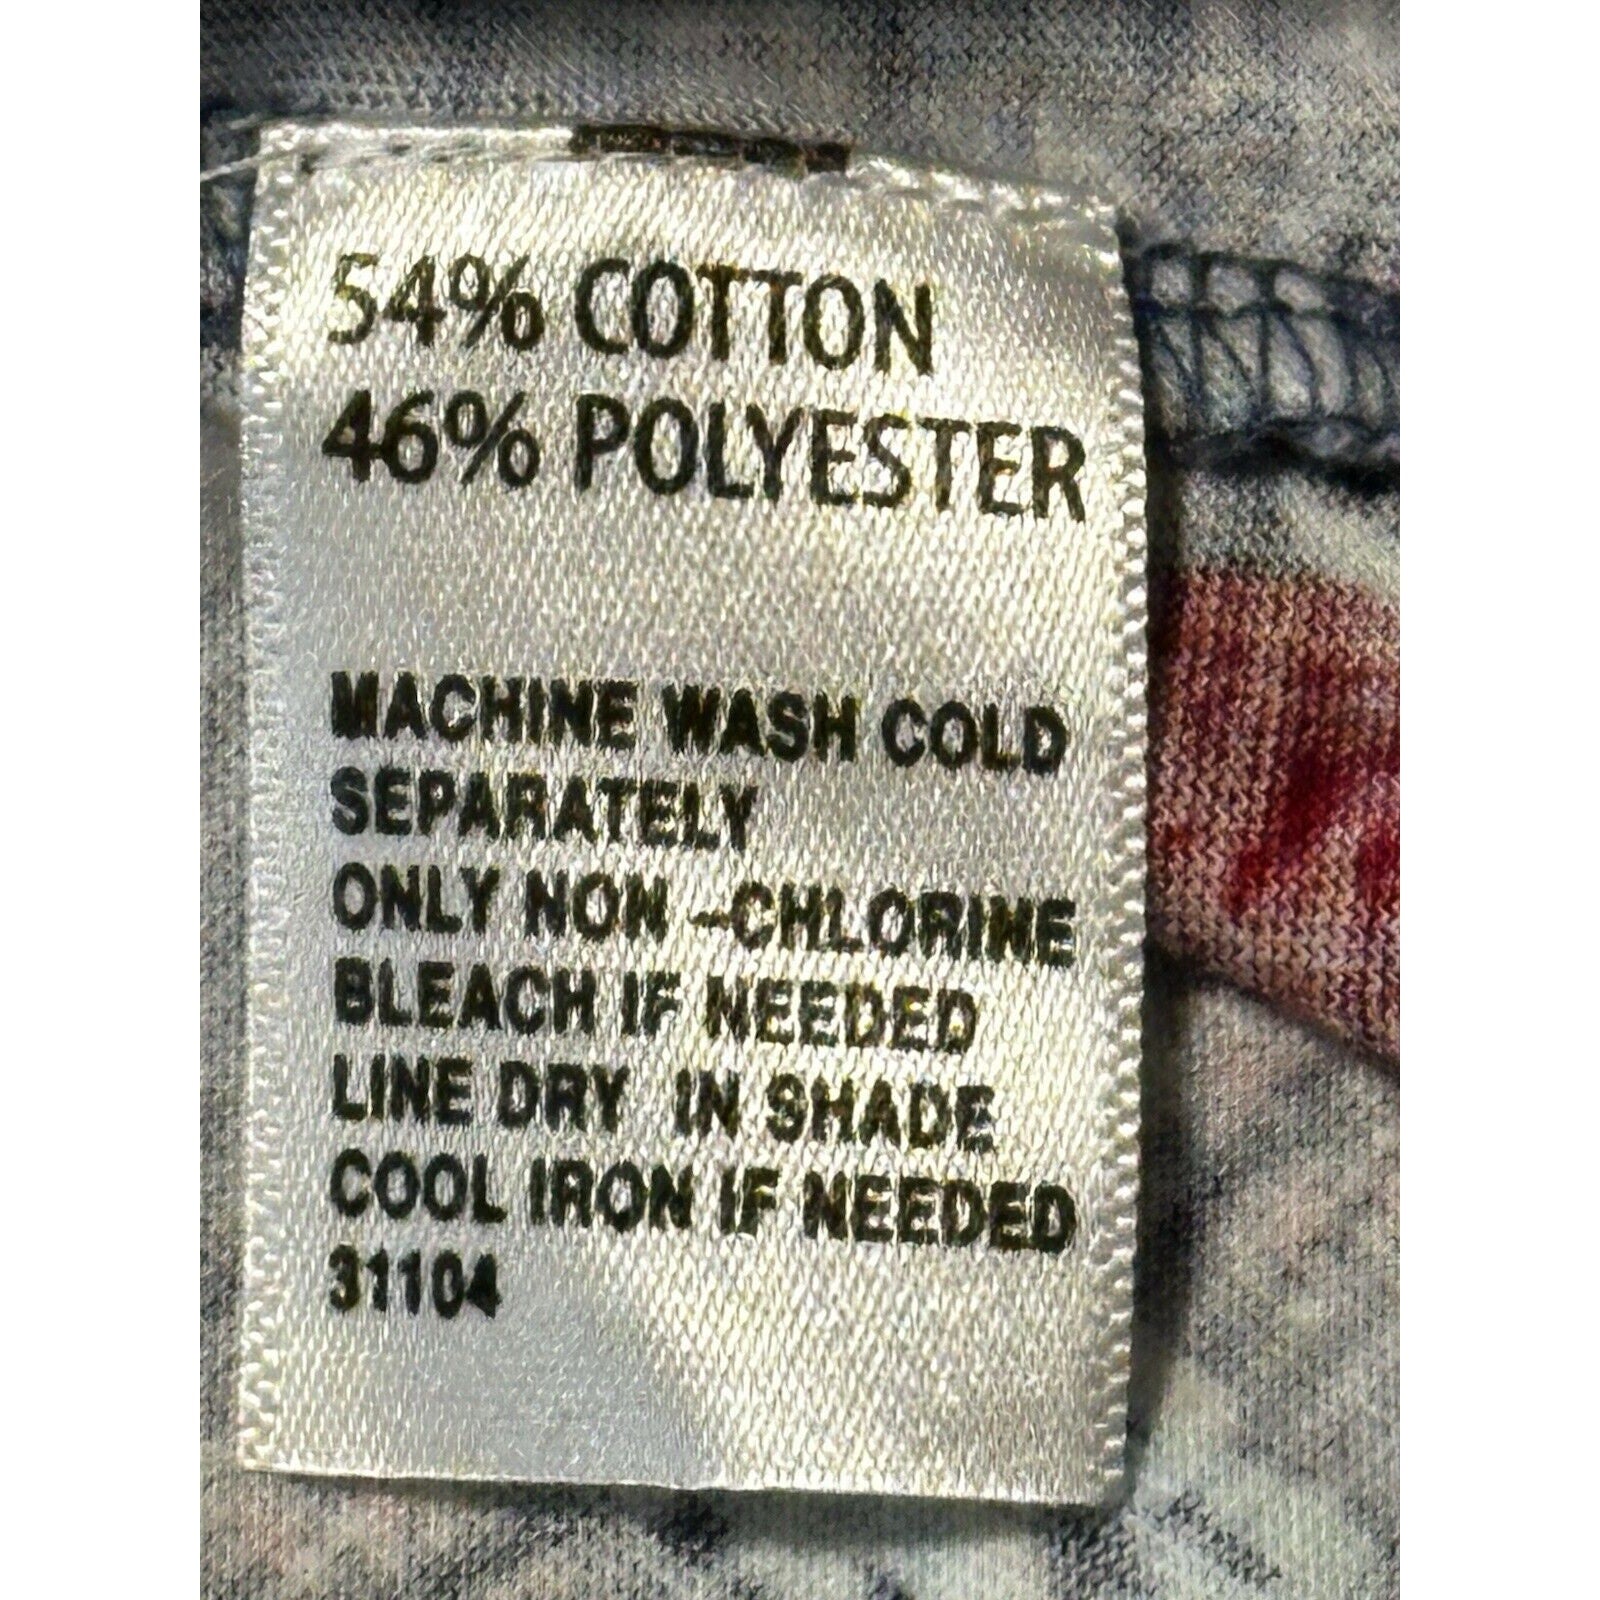 54% COTTON
46% POLYESTER
MACHINE WASH COLD
SEPARATELY
ONLY NON -CHLORINE
BLEACH IF NEEDED
LINE DRY IN SHADE
COOL IRON IF NEEDED
31104